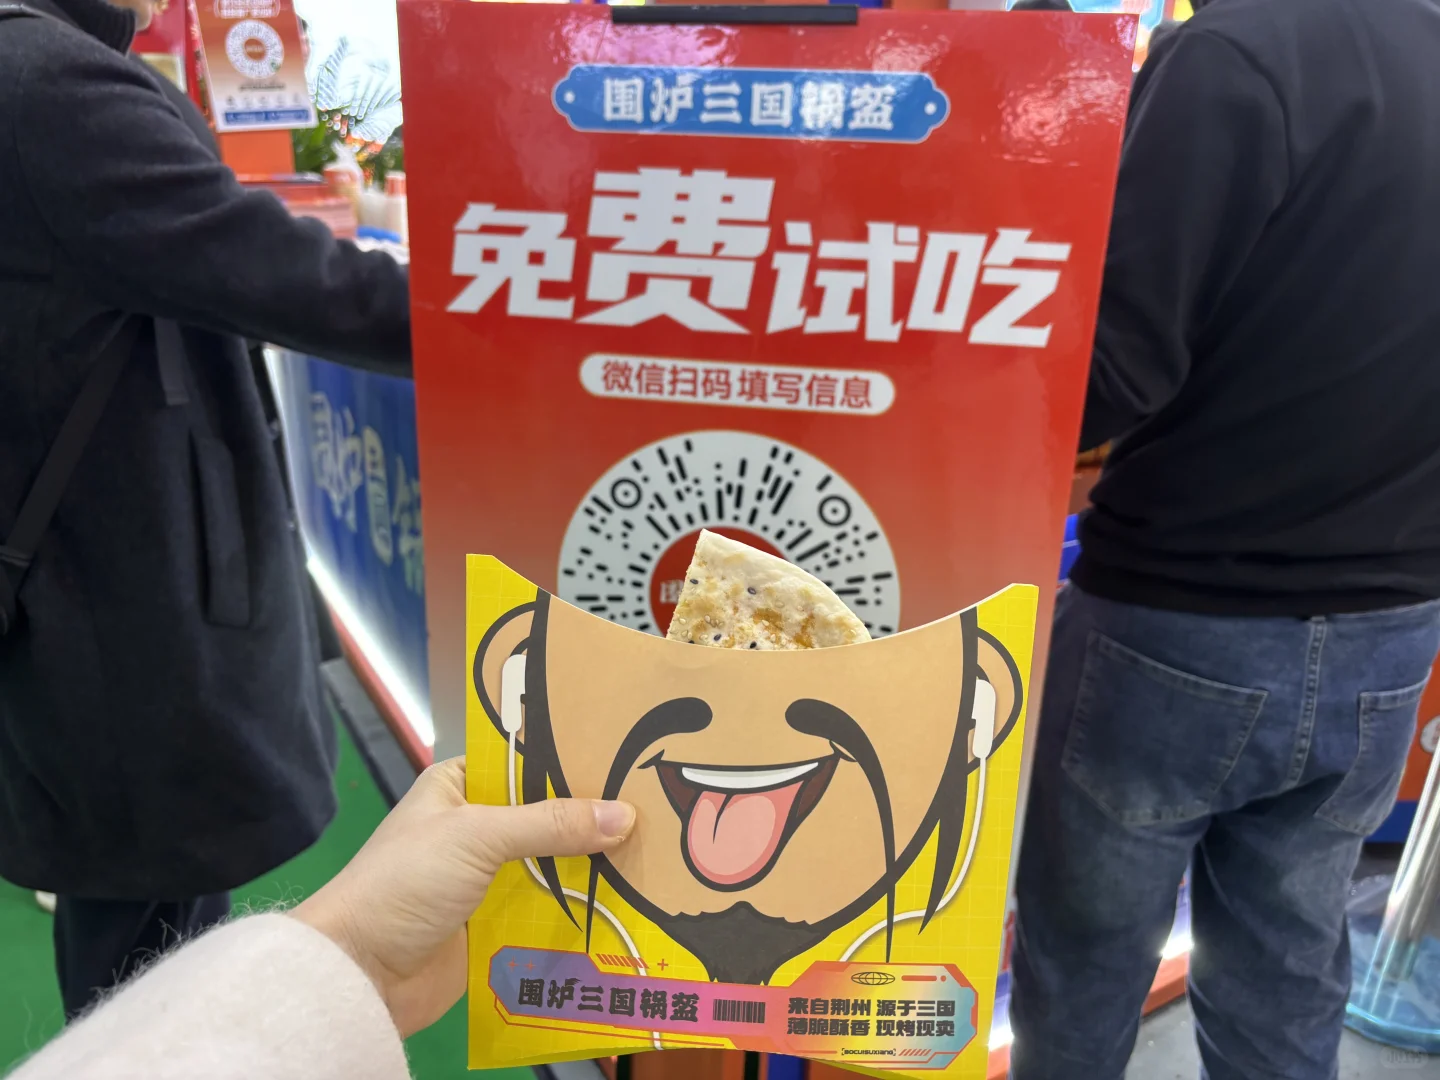 围炉三国锅盔
免费试吃
微信扫码填写信息
围炉三国锅盔
来自荆州 源于三国
薄脆酥香 现烤现卖
BOCUISUXIANG